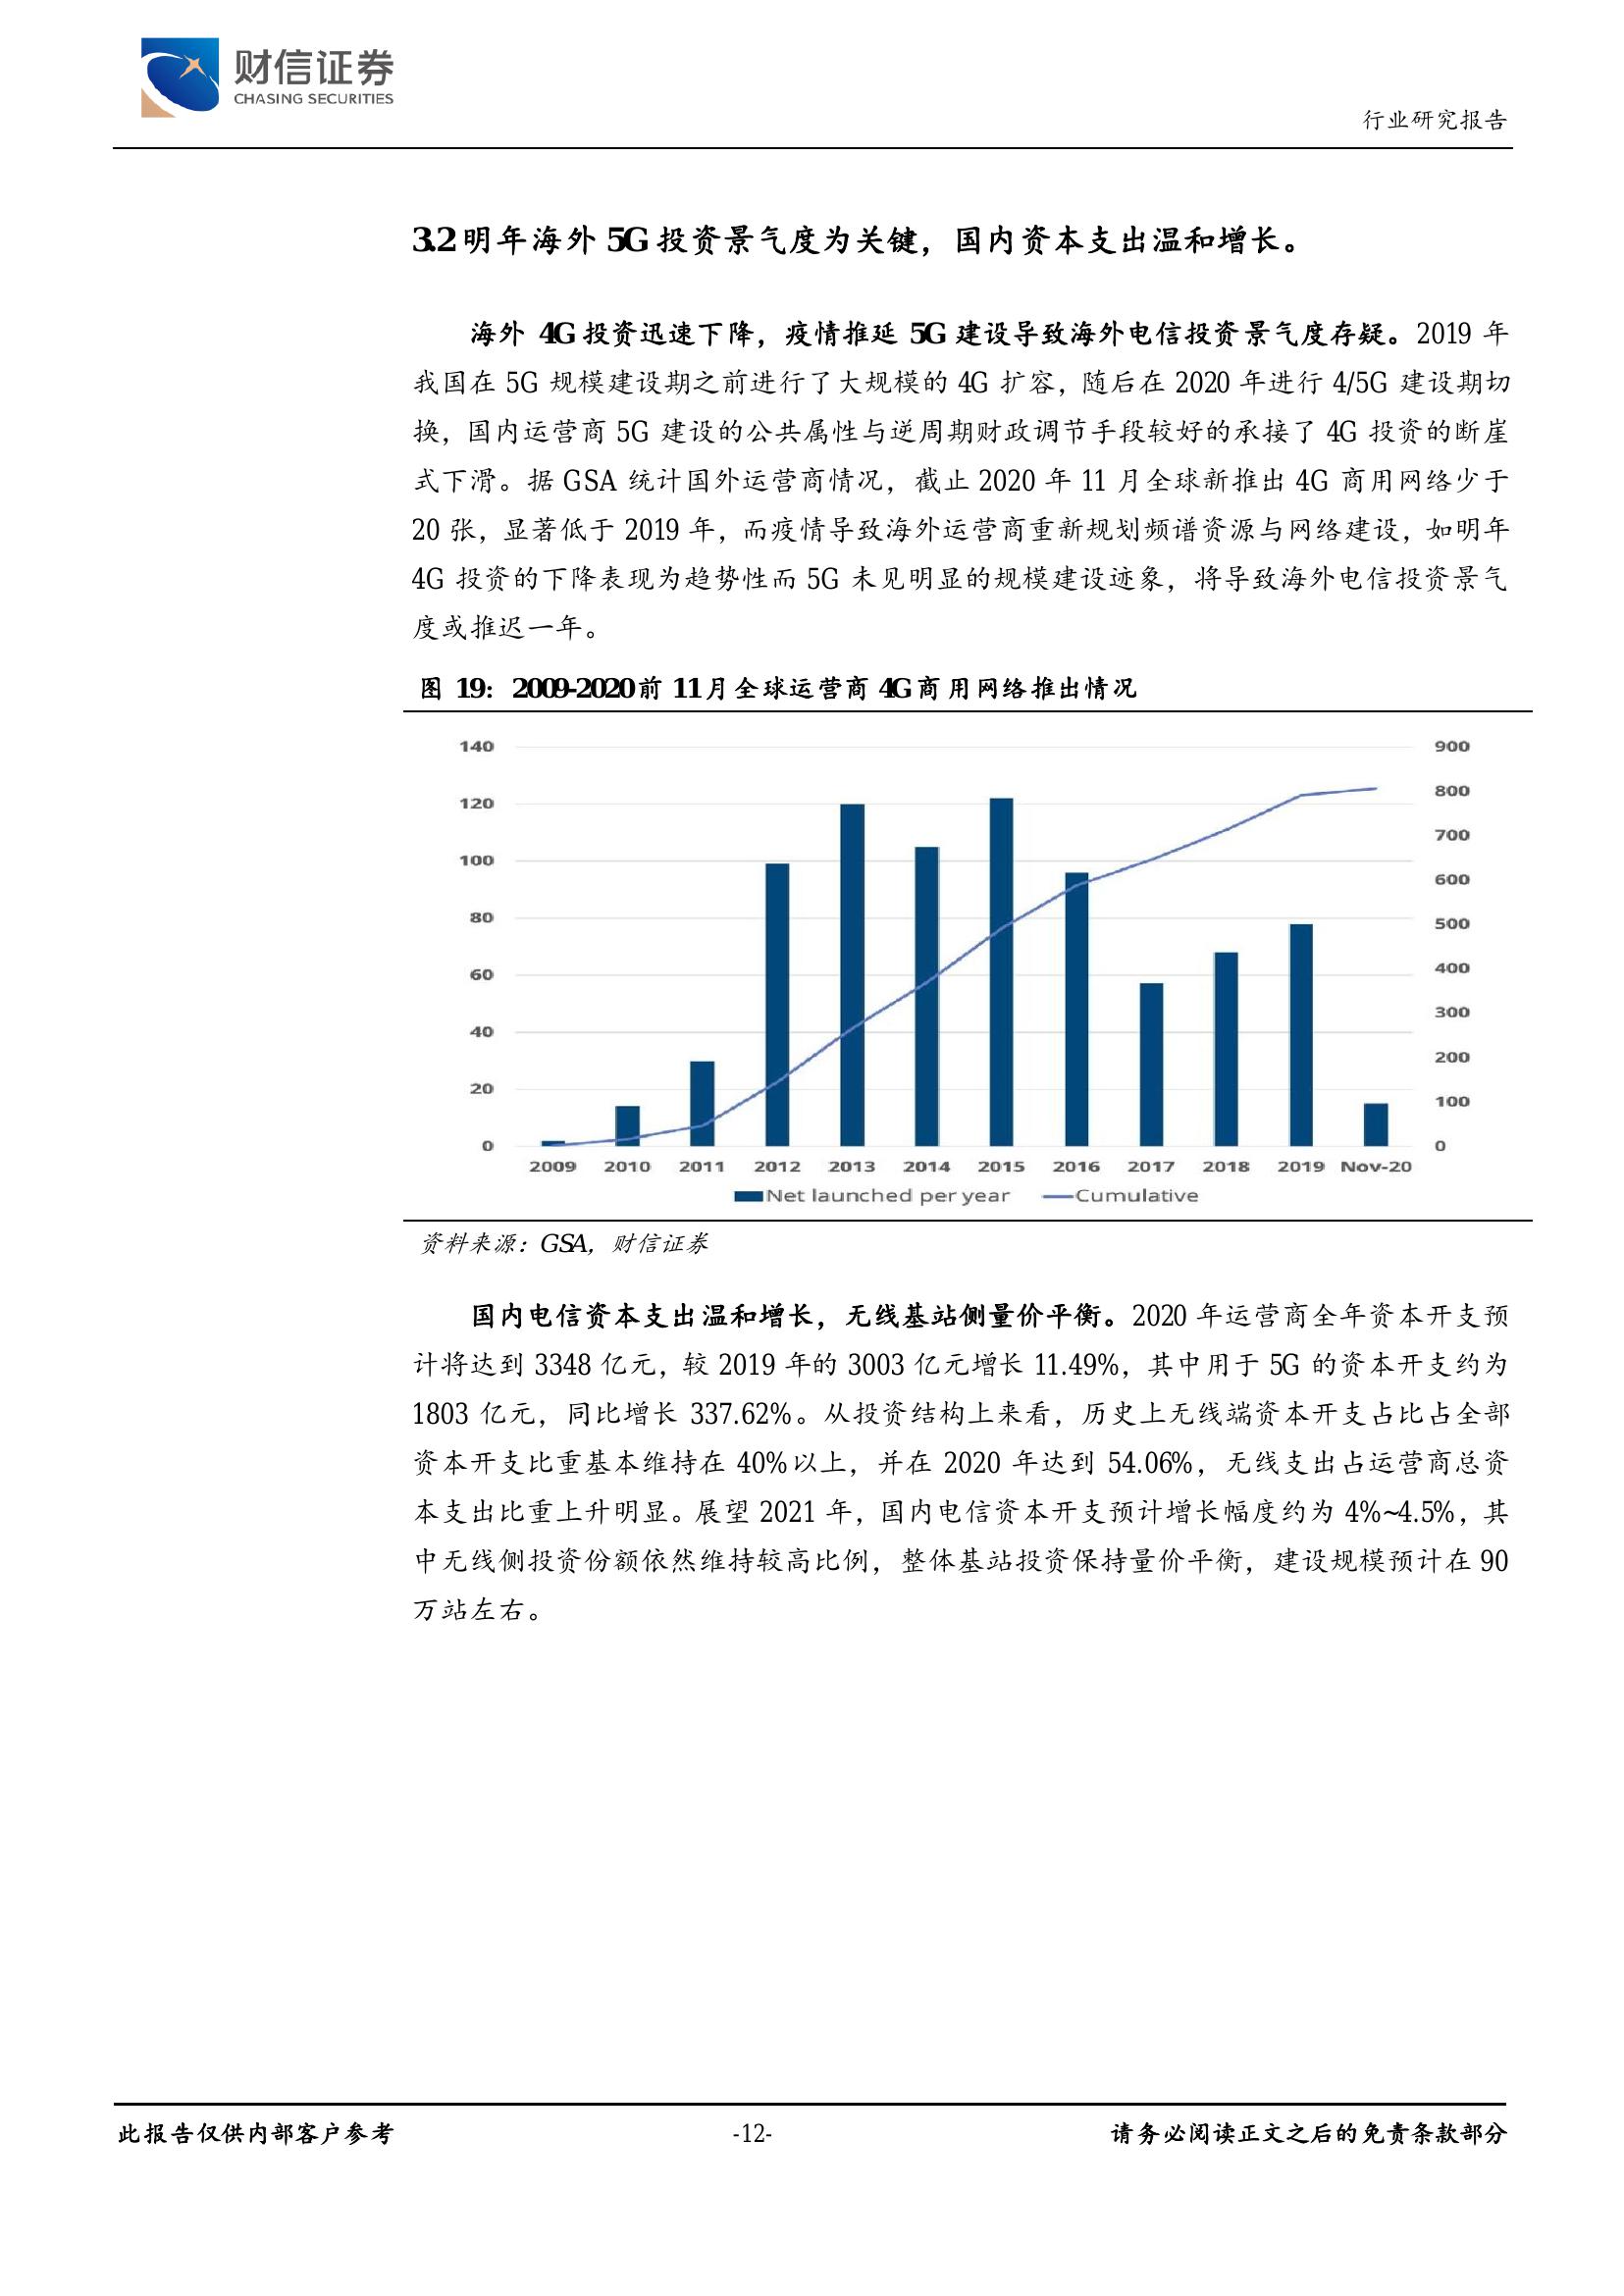 财信证券
CHASING SECURITIES
行业研究报告
3.2 明年海外 5G 投资景气度为关键，国内资本支出温和增长。
海外 4G 投资迅速下降，疫情推延 5G 建设导致海外电信投资景气度存疑。2019 年
我国在 5G 规模建设期之前进行了大规模的 4G 扩容，随后在 2020 年进行 4/5G 建设期切
换，国内运营商 5G 建设的公共属性与逆周期财政调节手段较好的承接了 4G 投资的断崖
式下滑。据 GSA 统计国外运营商情况，截止 2020 年 11 月全球新推出 4G 商用网络少于
20 张，显著低于 2019 年，而疫情导致海外运营商重新规划频谱资源与网络建设，如明年
4G 投资的下降表现为趋势性而 5G 未见明显的规模建设迹象，将导致海外电信投资景气
度或推迟一年。
图 19：2009-2020 前 11 月全球运营商 4G 商用网络推出情况
140
120
100
80
60
40
20
0
900
800
700
600
500
400
300
200
100
0
2009 2010 2011 2012 2013 2014 2015 2016 2017 2018 2019 Nov-20
Net launched per year Cumulative
资料来源：GSA，财信证券
国内电信资本支出温和增长，无线基站侧量价平衡。2020 年运营商全年资本开支预
计将达到 3348 亿元，较 2019 年的 3003 亿元增长 11.49%，其中用于 5G 的资本开支约为
1803 亿元，同比增长 337.62%。从投资结构上来看，历史上无线端资本开支占比占全部
资本开支比重基本维持在 40%以上，并在 2020 年达到 54.06%，无线支出占运营商总资
本支出比重上升明显。展望 2021 年，国内电信资本开支预计增长幅度约为 4%~4.5%，其
中无线侧投资份额依然维持较高比例，整体基站投资保持量价平衡，建设规模预计在 90
万站左右。
此报告仅供内部客户参考
-12-
请务必阅读正文之后的免责条款部分